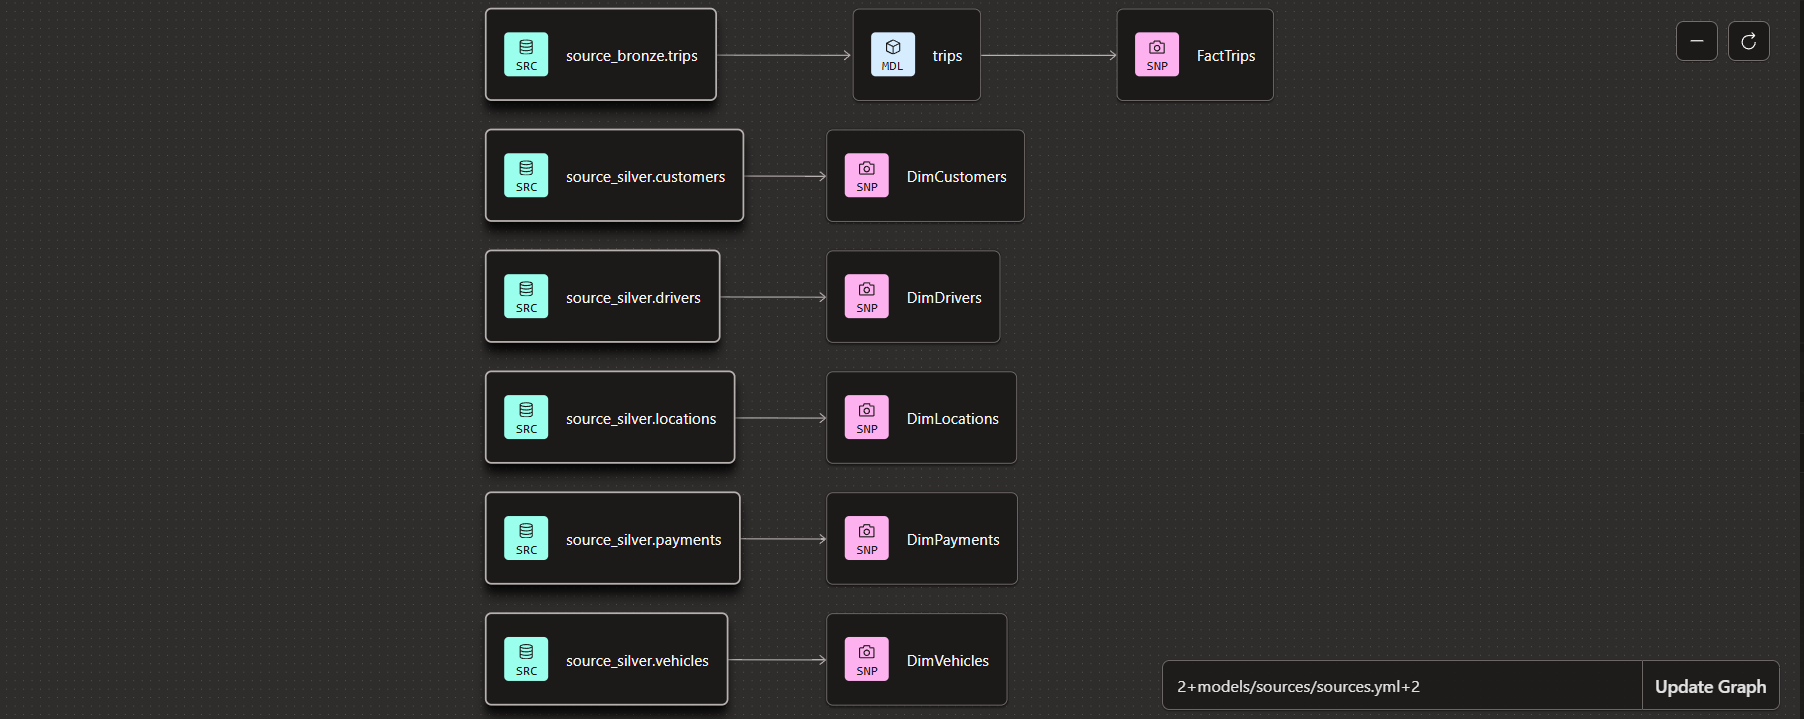 SRC source_bronze.trips MDL trips SNP FactTrips
SRC source_silver.customers SNP DimCustomers
SRC source_silver.drivers SNP DimDrivers
SRC source_silver.locations SNP DimLocations
SRC source_silver.payments SNP DimPayments
SRC source_silver.vehicles SNP DimVehicles
2+models/sources/sources.yml+2 Update Graph